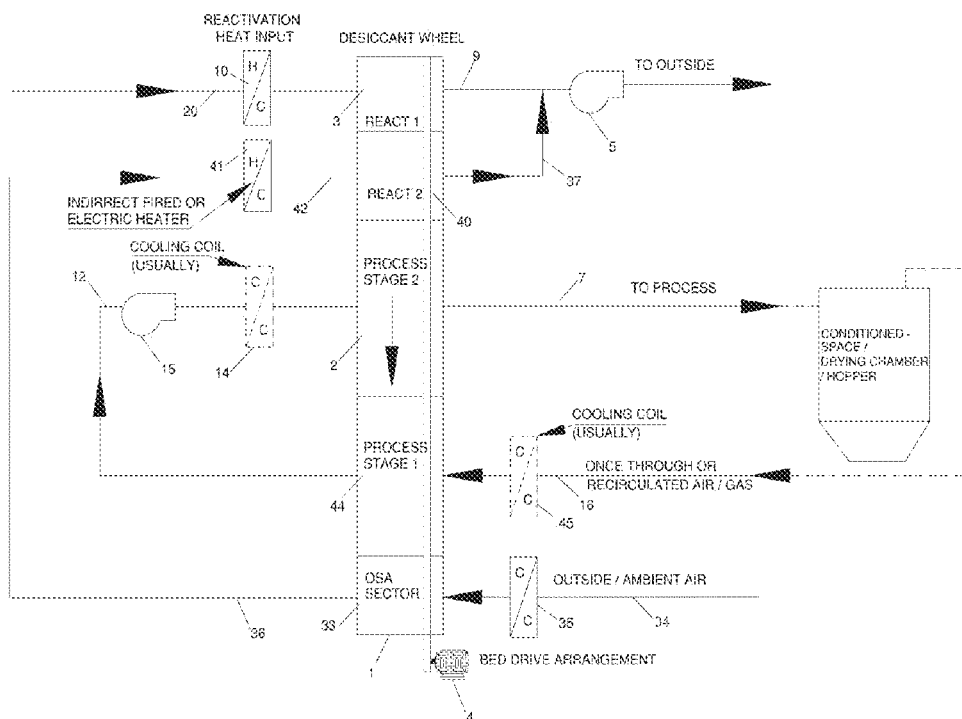 REACTIVATION
HEAT INPUT
DESICCANT WHEEL
9
TO OUTSIDE
H
10
C
20
3
REACT 1
5
41
H
C
37
INDIRRECT FIRED OR
ELECTRIC HEATER
42
REACT 2
40
COOLING COIL
(USUALLY)
12
C
C
PROCESS
STAGE 2
7
TO PROCESS
15
14
2
CONDITIONED -
SPACE /
DRYING CHAMBER
/ HOPPER
COOLING COIL
(USUALLY)
PROCESS
STAGE 1
C
C
ONCE THROUGH OR
RECIRCULATED AIR / GAS
44
16
45
OSA
SECTOR
C
C
OUTSIDE / AMBIENT AIR
36
33
35
34
1
BED DRIVE ARRANGEMENT
4